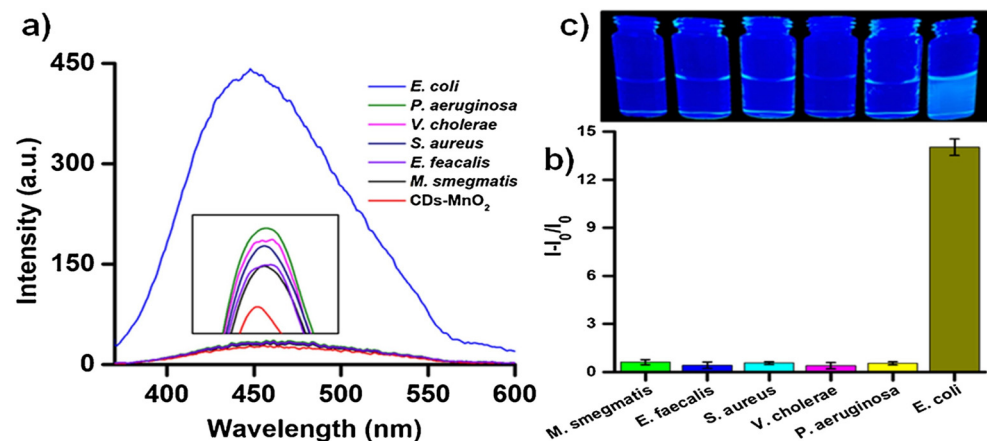 a)
450
300
150
0
Intensity (a.u.)
E. coli
P. aeruginosa
V. cholerae
S. aureus
E. feacalis
M. smegmatis
CDs-MnO₂
400 450 500 550 600
Wavelength (nm)
c)
b)
15
12
9
6
3
0
I-I₀/I₀
M. smegmatis
E. faecalis
S. aureus
V. cholerae
P. aeruginosa
E. coli